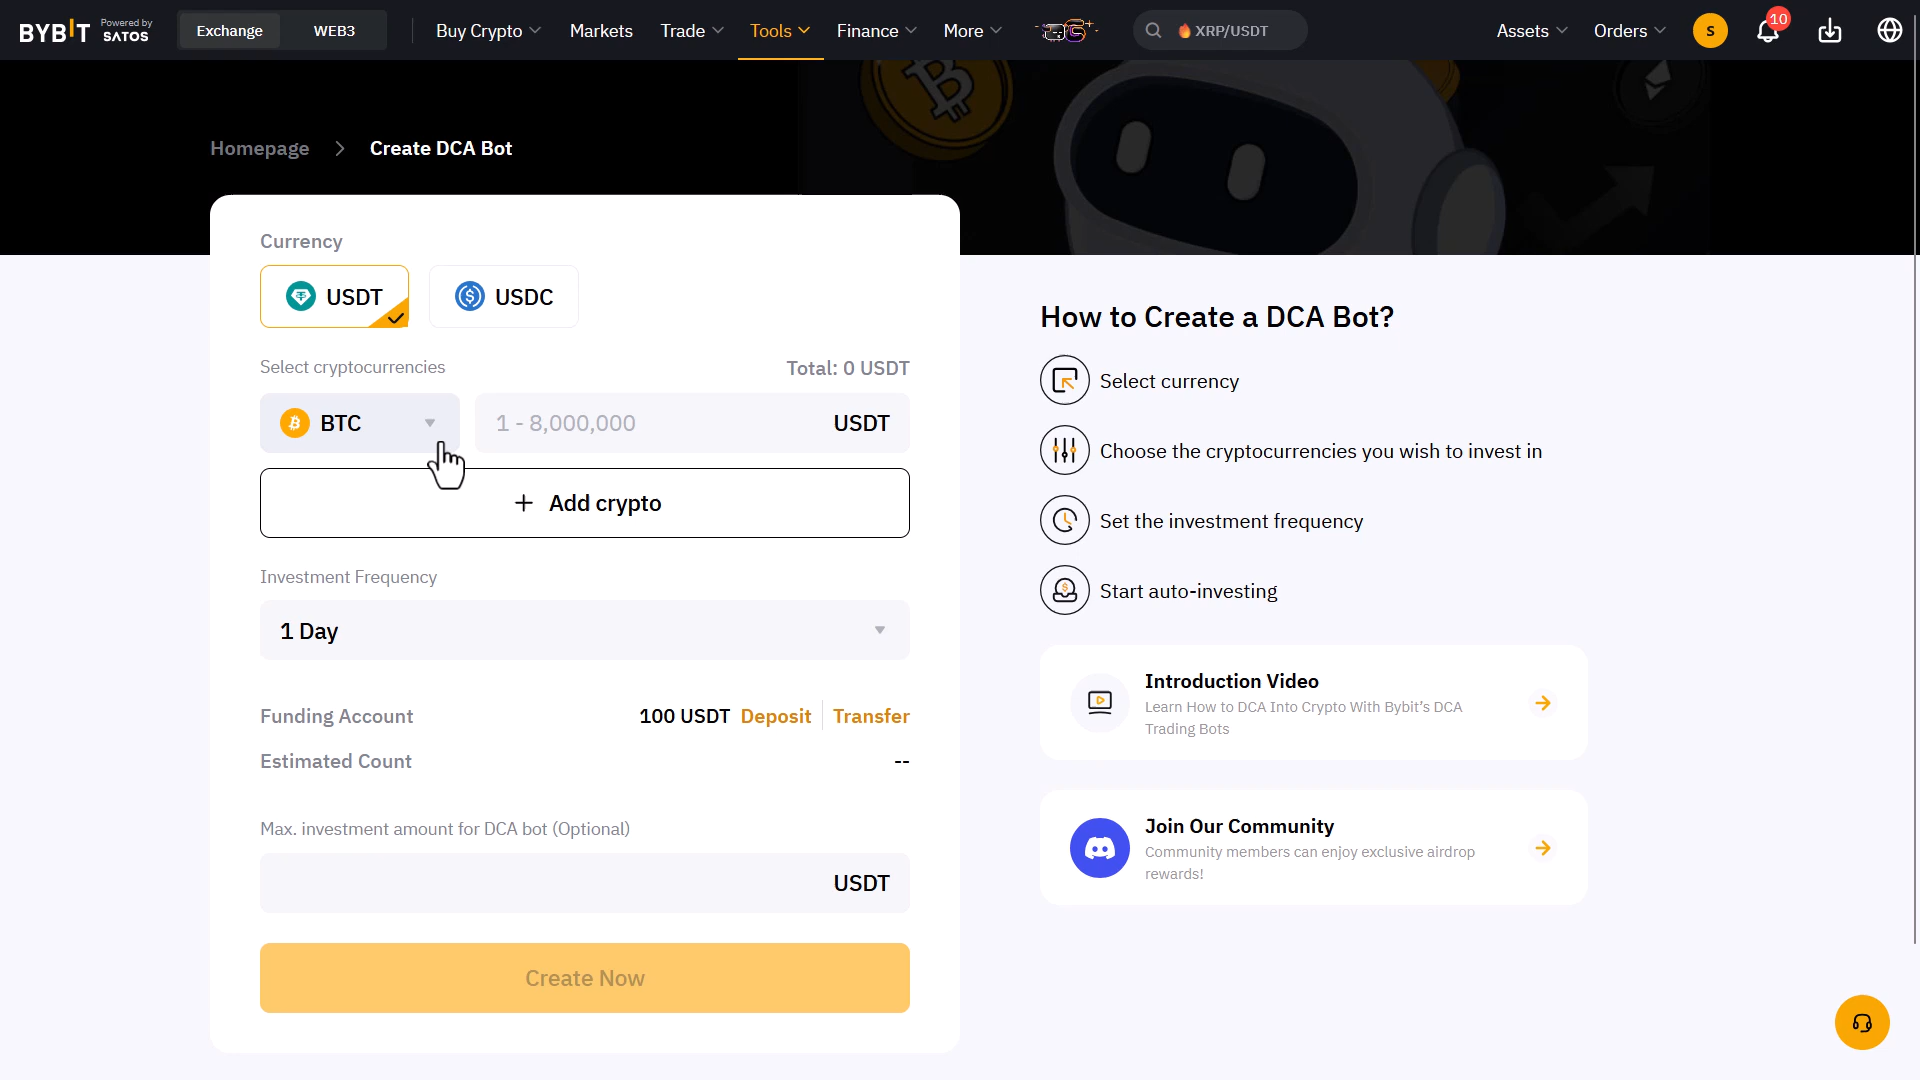 BYBIT Powered by SATOS Exchange WEB3 Buy Crypto Markets Trade Tools Finance More XRP/USDT Assets Orders S 10
Homepage > Create DCA Bot
Currency
USDT USDC
Select cryptocurrencies Total: 0 USDT
BTC 1 - 8,000,000 USDT
+ Add crypto
Investment Frequency
1 Day
Funding Account 100 USDT Deposit Transfer
Estimated Count --
Max. investment amount for DCA bot (Optional)
USDT
Create Now
How to Create a DCA Bot?
Select currency
Choose the cryptocurrencies you wish to invest in
Set the investment frequency
Start auto-investing
Introduction Video
Learn How to DCA Into Crypto With Bybit's DCA
Trading Bots
Join Our Community
Community members can enjoy exclusive airdrop
rewards!